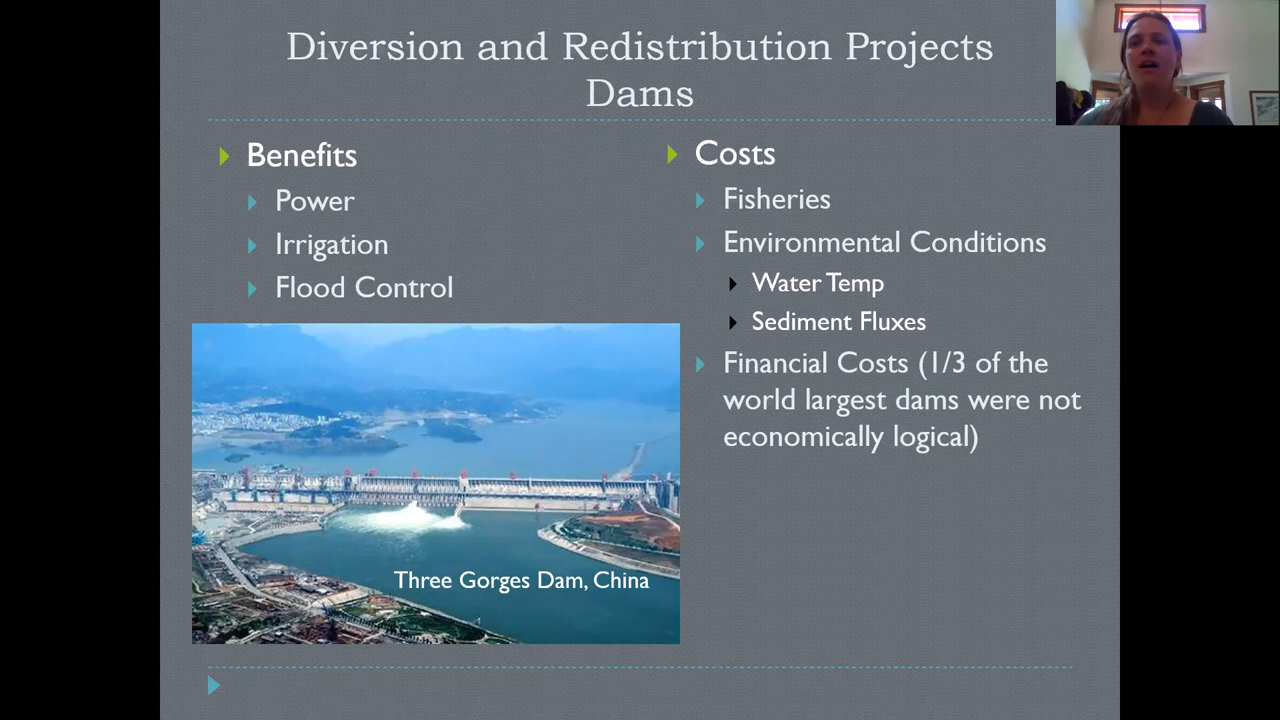 Diversion and Redistribution Projects
Dams
Benefits
Power
Irrigation
Flood Control
Three Gorges Dam, China
Costs
Fisheries
Environmental Conditions
Water Temp
Sediment Fluxes
Financial Costs (1/3 of the
world largest dams were not
economically logical)